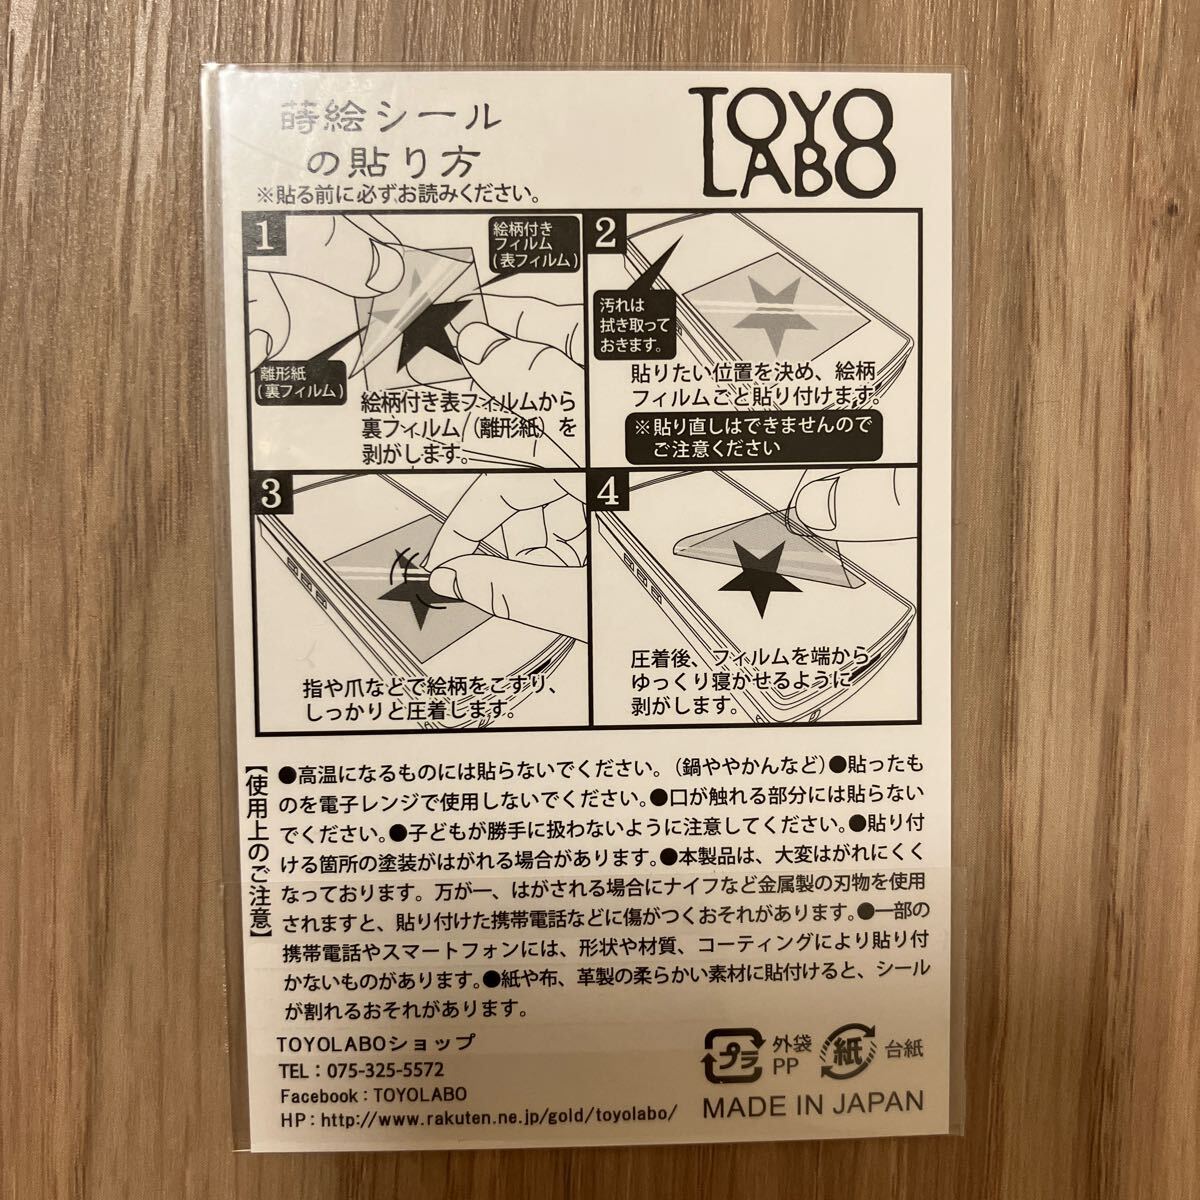 蒔絵シール
の貼り方
※貼る前に必ずお読みください。
TOYO
LABO
1
絵柄付き
フィルム
(表フィルム)
離形紙
(裏フィルム)
絵柄付き表フィルムから
裏フィルム(離形紙)を
剥がします。
2
汚れは
拭き取って
おきます。
貼りたい位置を決め、絵柄
フィルムごと貼り付けます。
※貼り直しはできませんので
ご注意ください
3
指や爪などで絵柄をこすり、
しっかりと圧着します。
4
圧着後、フィルムを端から
ゆっくり寝かせるように
剥がします。
【使用上のご注意】
●高温になるものには貼らないでください。(鍋ややかんなど)●貼ったも
のを電子レンジで使用しないでください。●口が触れる部分には貼らない
でください。●子どもが勝手に扱わないように注意してください。●貼り付
ける箇所の塗装がはがれる場合があります。●本製品は、大変はがれにくく
なっております。万が一、はがされる場合にナイフなど金属製の刃物を使用
されますと、貼り付けた携帯電話などに傷がつくおそれがあります。●一部の
携帯電話やスマートフォンには、形状や材質、コーティングにより貼り付
かないものがあります。●紙や布、革製の柔らかい素材に貼付けると、シール
が割れるおそれがあります。
TOYOLABOショップ
TEL：075-325-5572
Facebook：TOYOLABO
HP：http://www.rakuten.ne.jp/gold/toyolabo/
プラ
外袋
PP
紙
台紙
MADE IN JAPAN